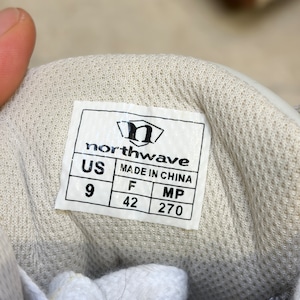 n
northwave
US MADE IN CHINA
9 F MP
42 270